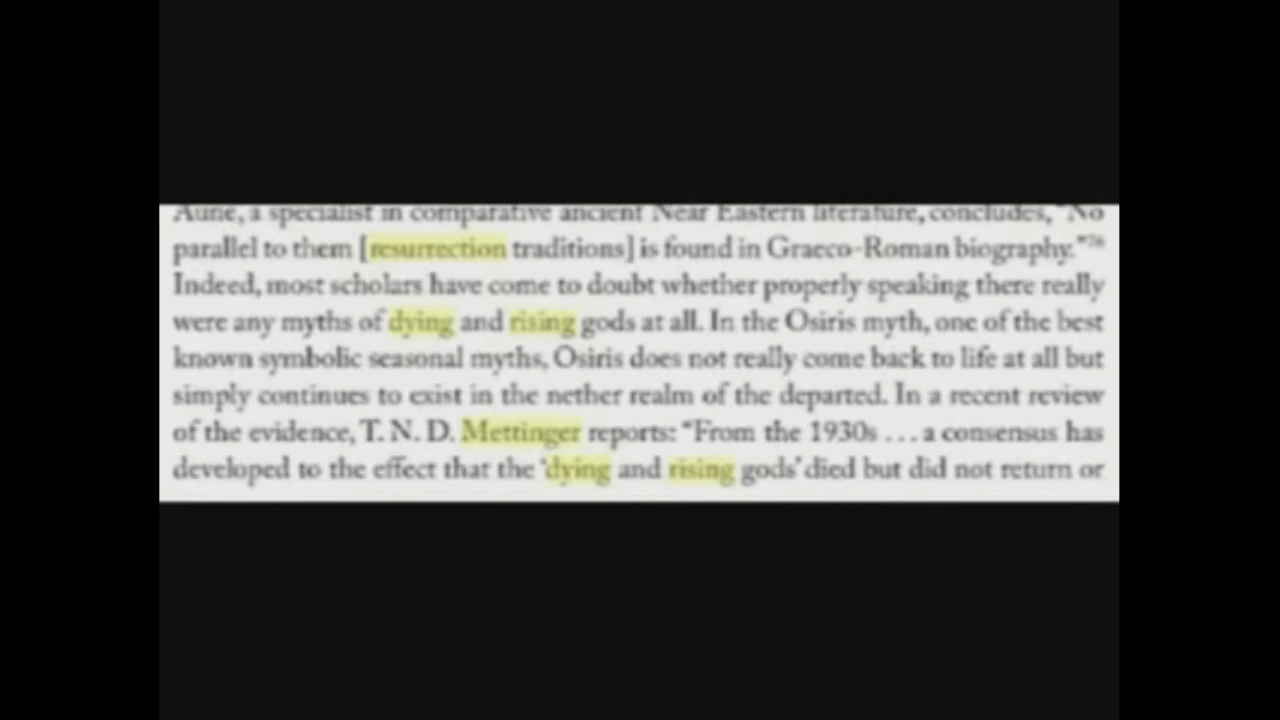 Aune, a specialist in comparative ancient Near Eastern literature, concludes, "No
parallel to them [resurrection traditions] is found in Graeco-Roman biography."76
Indeed, most scholars have come to doubt whether properly speaking there really
were any myths of dying and rising gods at all. In the Osiris myth, one of the best
known symbolic seasonal myths, Osiris does not really come back to life at all but
simply continues to exist in the nether realm of the departed. In a recent review
of the evidence, T. N. D. Mettinger reports: "From the 1930s . . . a consensus has
developed to the effect that the 'dying and rising gods' died but did not return or